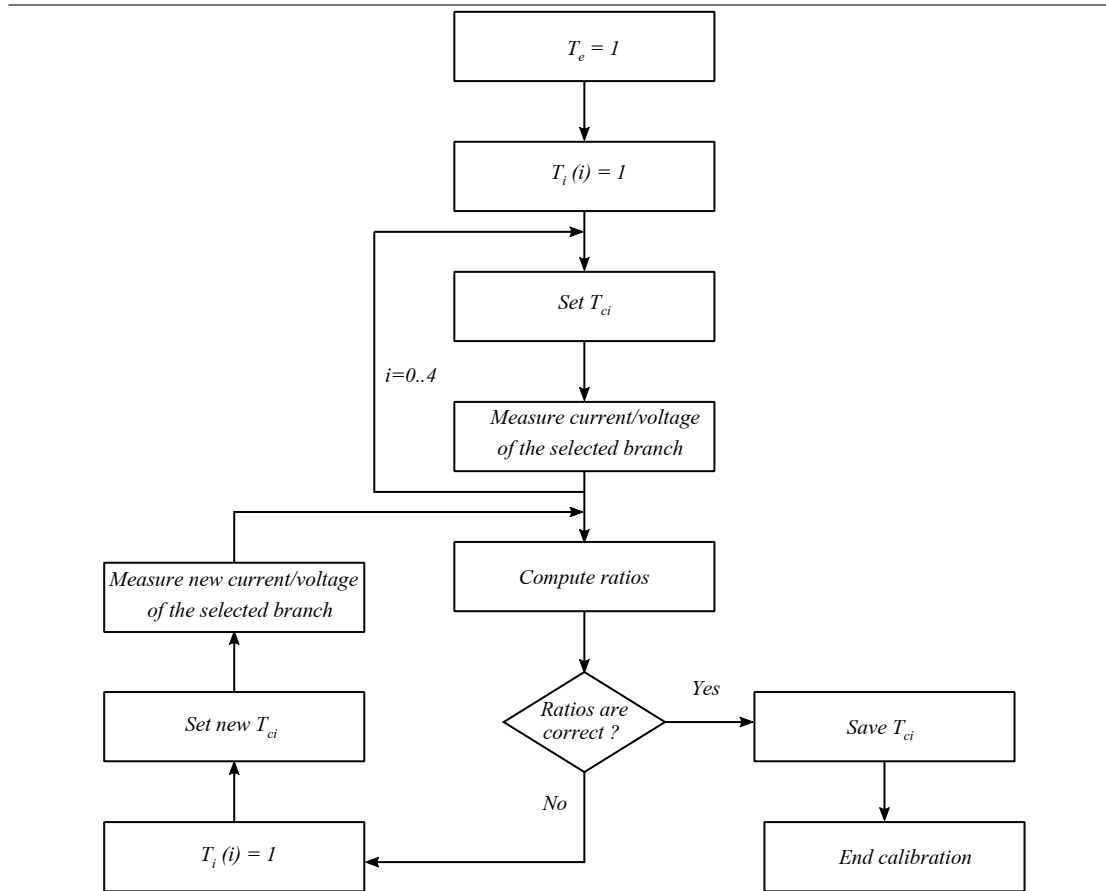 T_e = 1
T_i (i) = 1
Set T_ci
i=0..4
Measure current/voltage
of the selected branch
Compute ratios
Measure new current/voltage
of the selected branch
Ratios are
correct ?
Yes
Save T_ci
Set new T_ci
No
T_i (i) = 1
End calibration